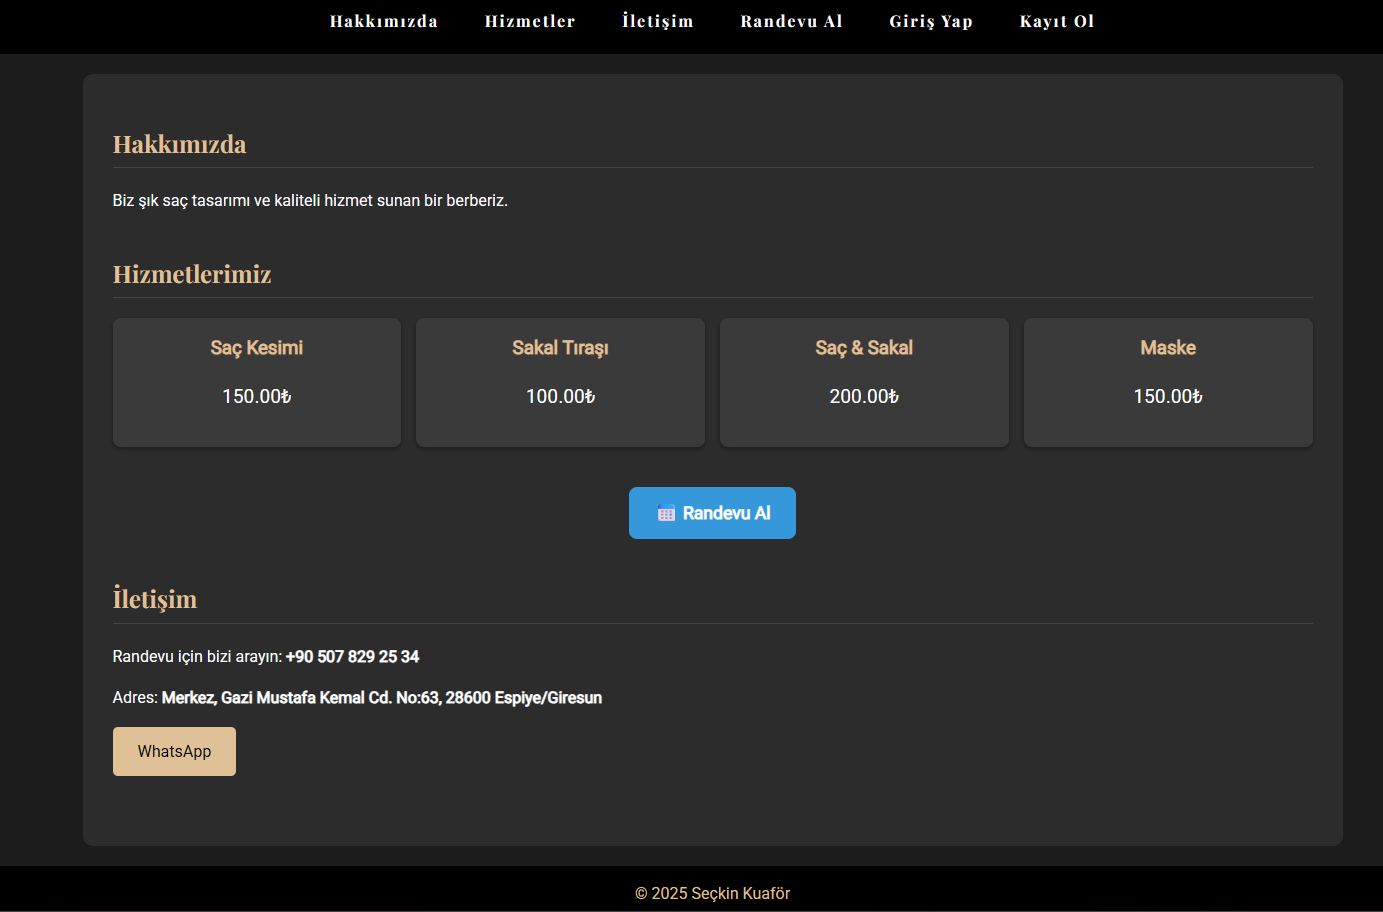 Hakkımızda Hizmetler İletişim Randevu Al Giriş Yap Kayıt Ol
Hakkımızda
Biz şık saç tasarımı ve kaliteli hizmet sunan bir berberiz.
Hizmetlerimiz
Saç Kesimi
150.00₺
Sakal Tıraşı
100.00₺
Saç & Sakal
200.00₺
Maske
150.00₺
Randevu Al
İletişim
Randevu için bizi arayın: +90 507 829 25 34
Adres: Merkez, Gazi Mustafa Kemal Cd. No:63, 28600 Espiye/Giresun
WhatsApp
© 2025 Seçkin Kuaför